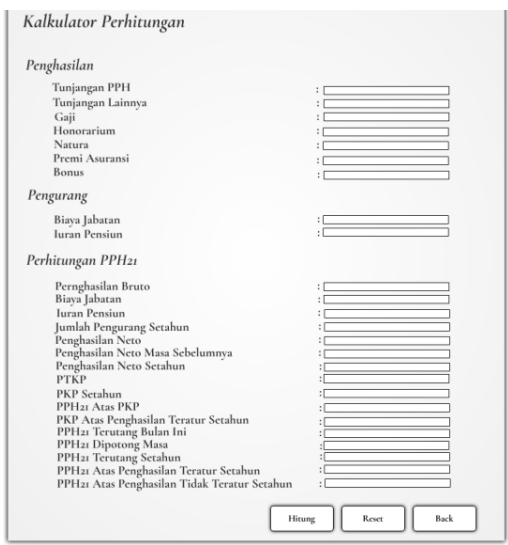 Kalkulator Perhitungan
Penghasilan
Tunjangan PPH :
Tunjangan Lainnya :
Gaji :
Honorarium :
Natura :
Premi Asuransi :
Bonus :
Pengurang
Biaya Jabatan :
Iuran Pensiun :
Perhitungan PPH21
Pernghasilan Bruto :
Biaya Jabatan :
Iuran Pensiun :
Jumlah Pengurang Setahun :
Penghasilan Neto :
Penghasilan Neto Masa Sebelumnya :
Penghasilan Neto Setahun :
PTKP :
PKP Setahun :
PPH21 Atas PKP :
PKP Atas Penghasilan Teratur Setahun :
PPH21 Terutang Bulan Ini :
PPH21 Dipotong Masa :
PPH21 Terutang Setahun :
PPH21 Atas Penghasilan Teratur Setahun :
PPH21 Atas Penghasilan Tidak Teratur Setahun :
Hitung Reset Back